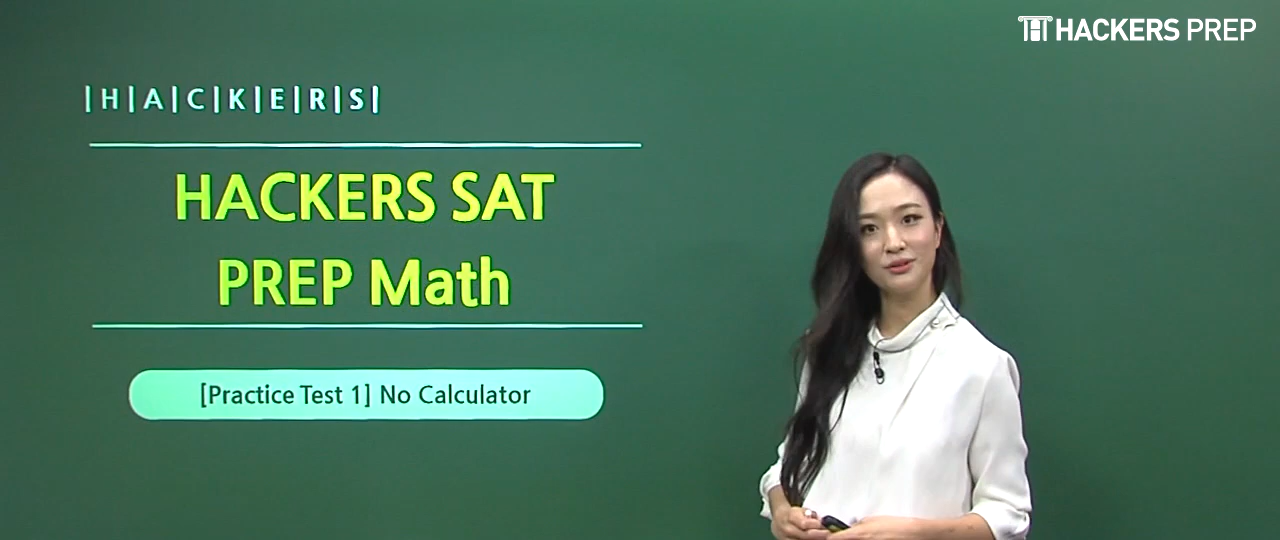 HACKERS PREP
|H|A|C|K|E|R|S|
HACKERS SAT
PREP Math
[Practice Test 1] No Calculator